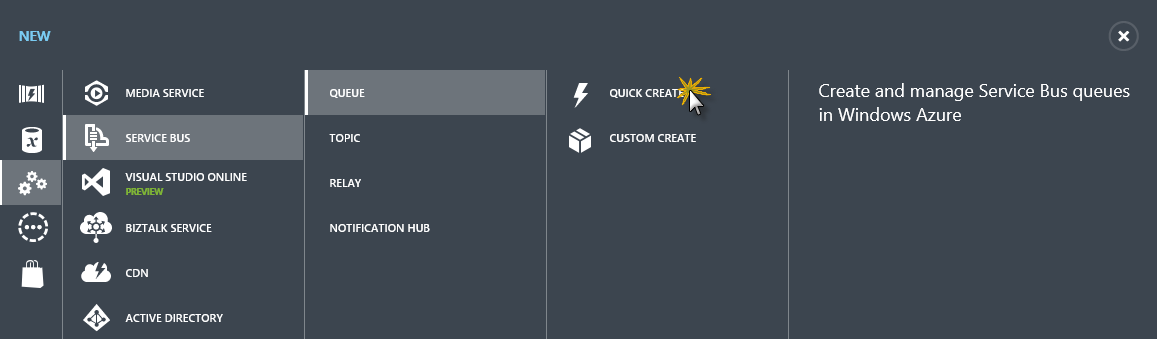 NEW
MEDIA SERVICE
SERVICE BUS
VISUAL STUDIO ONLINE
PREVIEW
BIZTALK SERVICE
CDN
ACTIVE DIRECTORY
QUEUE
TOPIC
RELAY
NOTIFICATION HUB
QUICK CREATE
CUSTOM CREATE
Create and manage Service Bus queues
in Windows Azure